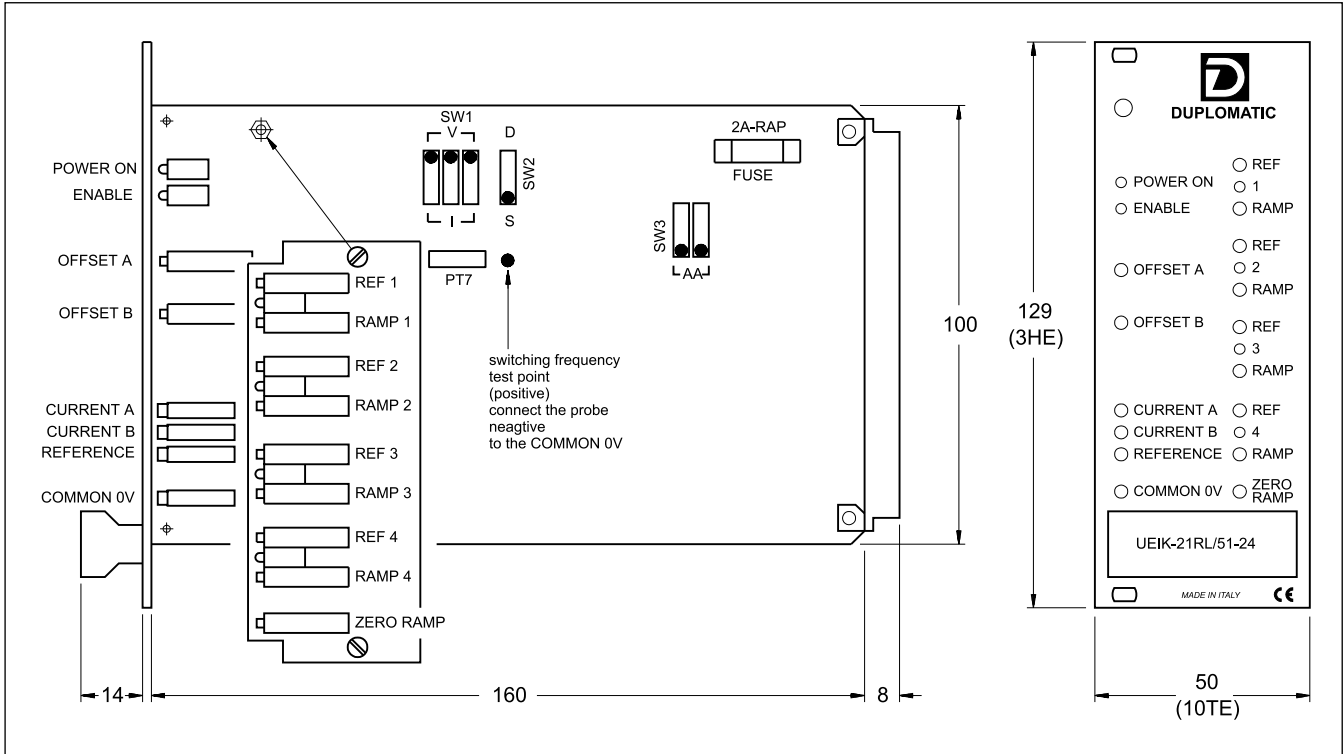 POWER ON
ENABLE
OFFSET A
OFFSET B
CURRENT A
CURRENT B
REFERENCE
COMMON 0V
SW1
V
I
D
SW2
S
PT7
2A-RAP
FUSE
SW3
AA
REF 1
RAMP 1
REF 2
RAMP 2
REF 3
RAMP 3
REF 4
RAMP 4
ZERO RAMP
switching frequency
test point
(positive)
connect the probe
neagtive
to the COMMON 0V
14
160
8
100
129
(3HE)
D
DUPLOMATIC
POWER ON
ENABLE
OFFSET A
OFFSET B
CURRENT A
CURRENT B
REFERENCE
COMMON 0V
REF
1
RAMP
REF
2
RAMP
REF
3
RAMP
REF
4
RAMP
ZERO
RAMP
UEIK-21RL/51-24
MADE IN ITALY CE
50
(10TE)